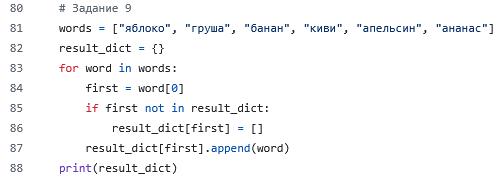 80 # Задание 9
81 words = ["яблоко", "груша", "банан", "киви", "апельсин", "ананас"]
82 result_dict = {}
83 for word in words:
84     first = word[0]
85     if first not in result_dict:
86         result_dict[first] = []
87     result_dict[first].append(word)
88 print(result_dict)